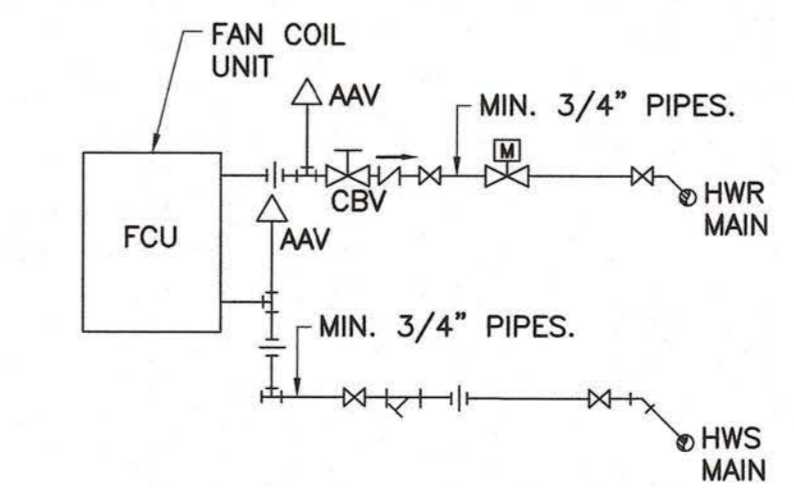 FAN COIL
UNIT
AAV
MIN. 3/4" PIPES.
M
CBV
HWR
MAIN
FCU
AAV
MIN. 3/4" PIPES.
HWS
MAIN